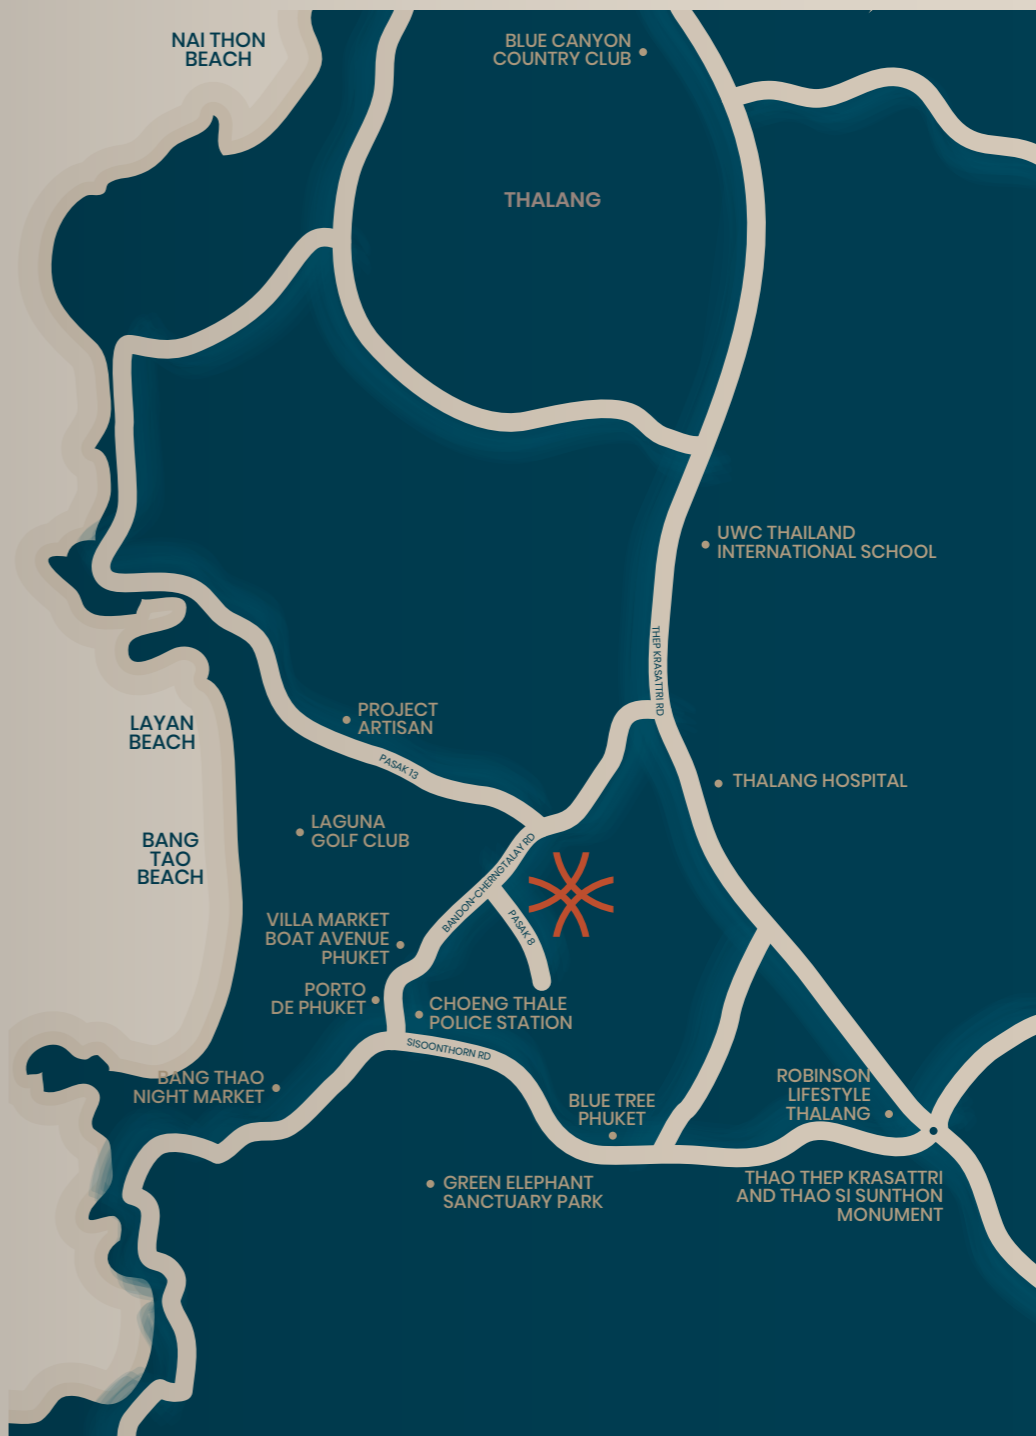 NAI THON
BEACH
BLUE CANYON
COUNTRY CLUB
THALANG
UWC THAILAND
INTERNATIONAL SCHOOL
THEP KRASATTRI RD
PROJECT
ARTISAN
LAYAN
BEACH
PASAK 13
THALANG HOSPITAL
LAGUNA
GOLF CLUB
BANG
TAO
BEACH
BANDON-CHERNGTALAY RD
PASAK 8
VILLA MARKET
BOAT AVENUE
PHUKET
PORTO
DE PHUKET
CHOENG THALE
POLICE STATION
SISOONTHORN RD
BANG THAO
NIGHT MARKET
BLUE TREE
PHUKET
ROBINSON
LIFESTYLE
THALANG
GREEN ELEPHANT
SANCTUARY PARK
THAO THEP KRASATTRI
AND THAO SI SUNTHON
MONUMENT